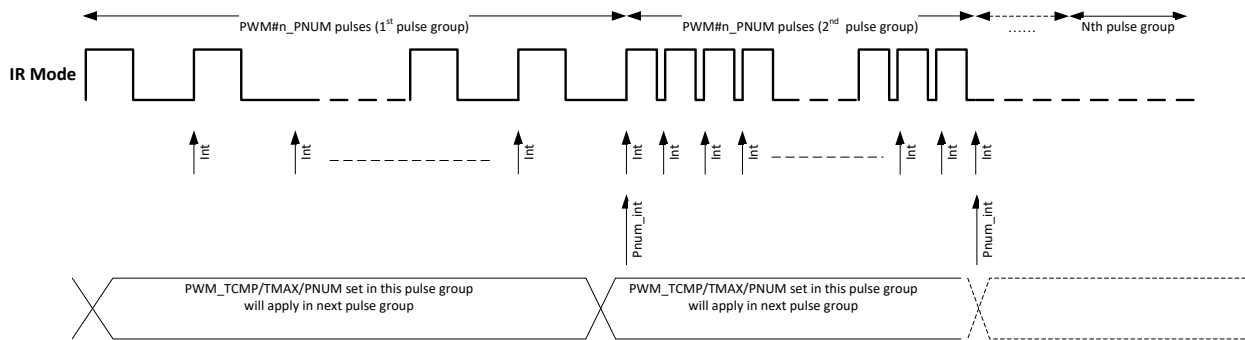 PWM#n_PNUM pulses (1st pulse group)
PWM#n_PNUM pulses (2nd pulse group)
......
Nth pulse group
IR Mode
Int
Int
Int
Int
Int
Int
Int
Int
Int
Int
Pnum_int
Pnum_int
PWM_TCMP/TMAX/PNUM set in this pulse group
will apply in next pulse group
PWM_TCMP/TMAX/PNUM set in this pulse group
will apply in next pulse group